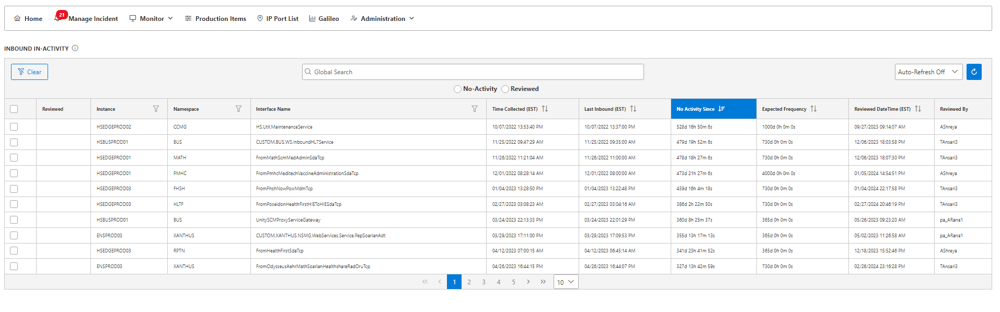 Home 21 Manage Incident Monitor Production Items IP Port List Galileo Administration
INBOUND IN-ACTIVITY
Clear Global Search Auto-Refresh Off
No-Activity Reviewed
Reviewed Instance Namespace Interface Name Time Collected (EST) Last Inbound (EST) No Activity Since Expected Frequency Reviewed DateTime (EST) Reviewed By
HSEDGEPROD02 CCMG HS.Util.MaintenanceService 10/07/2022 13:53:40 PM 10/07/2022 13:37:00 PM 528d 16h 50m 6s 1000d 0h 0m 0s 09/27/2023 09:14:07 AM AShreya
HSBUSPROD01 BUS CUSTOM.BUS.WS.InboundHL7Service 11/25/2022 09:47:29 AM 11/25/2022 09:35:00 AM 479d 19h 52m 6s 730d 0h 0m 0s 12/06/2023 18:03:58 PM TAnsari3
HSEDGEPROD01 MATH FromMathScmMedAdminSdaTcp 11/26/2022 11:21:04 AM 11/26/2022 11:00:00 AM 478d 18h 27m 6s 730d 0h 0m 0s 12/06/2023 18:07:30 PM TAnsari3
HSEDGEPROD01 PMHC FromPmhcMeditechVaccineAdministrationSdaTcp 12/01/2022 08:28:14 AM 12/01/2022 08:00:00 AM 473d 21h 27m 6s 4000d 0h 0m 0s 01/05/2024 14:54:51 PM AShreya
HSEDGEPROD03 FHSH FromFhshNowPowMdmTcp 01/04/2023 13:28:50 PM 01/04/2023 13:22:48 PM 439d 16h 4m 18s 730d 0h 0m 0s 01/04/2024 22:17:58 PM TAnsari3
HSEDGEPROD03 HLTF FromPoseidonHealthFirstHIEToHIESdaTcp 02/27/2023 03:08:23 AM 02/27/2023 03:04:16 AM 386d 2h 22m 50s 730d 0h 0m 0s 02/27/2024 20:46:19 PM TAnsari3
HSBUSPROD01 BUS UnitySCMProxyServiceGateway 03/24/2023 22:13:33 PM 03/24/2023 22:01:29 PM 360d 8h 25m 37s 365d 0h 0m 0s 05/26/2023 09:23:20 AM pa_ARana1
ENSPROD03 XANTHUS CUSTOM.XANTHUS.NSMG.WebServices.Service.PepSoarianAdt 03/29/2023 17:11:00 PM 03/29/2023 17:09:53 PM 355d 13h 17m 13s 365d 0h 0m 0s 05/02/2023 11:26:58 AM pa_ARana1
HSEDGEPROD03 RPTN FromHealthFirstSdaTcp 04/12/2023 07:00:15 AM 04/12/2023 06:45:14 AM 341d 23h 41m 52s 365d 0h 0m 0s 12/18/2023 15:52:46 PM AShreya
ENSPROD03 XANTHUS FromOdysseusAehrMathSoarianHealthshareRadOruTcp 04/26/2023 16:44:15 PM 04/26/2023 16:44:07 PM 327d 13h 42m 59s 730d 0h 0m 0s 02/26/2024 23:16:28 PM TAnsari3
1 2 3 4 5 10